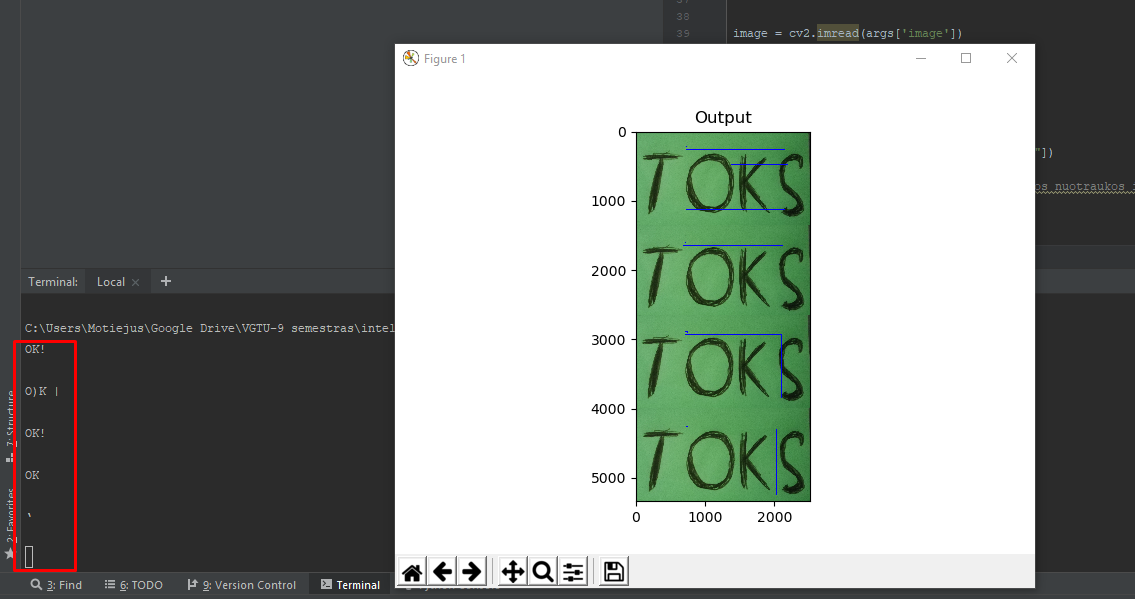 37
38
39 image = cv2.imread(args['image'])
Figure 1
Output
0
1000
2000
3000
4000
5000
0 1000 2000
TOKS
TOKS
TOKS
TOKS
"])
os nuotraukos
Terminal: Local × +
C:\Users\Motiejus\Google Drive\VGTU-9 semestras\intel
OK!
O)K |
OK!
OK
7: Structure
2: Favorites
3: Find 6: TODO 9: Version Control Terminal